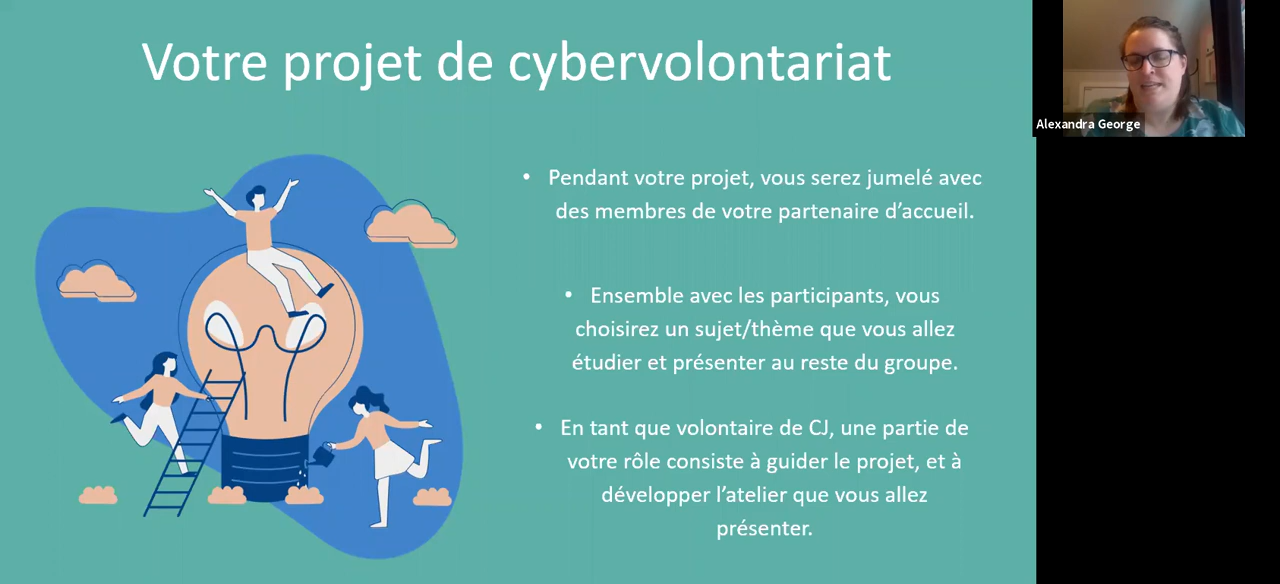 Votre projet de cybervolontariat
Alexandra George
• Pendant votre projet, vous serez jumelé avec
des membres de votre partenaire d’accueil.
• Ensemble avec les participants, vous
choisirez un sujet/thème que vous allez
étudier et présenter au reste du groupe.
• En tant que volontaire de CJ, une partie de
votre rôle consiste à guider le projet, et à
développer l’atelier que vous allez
présenter.